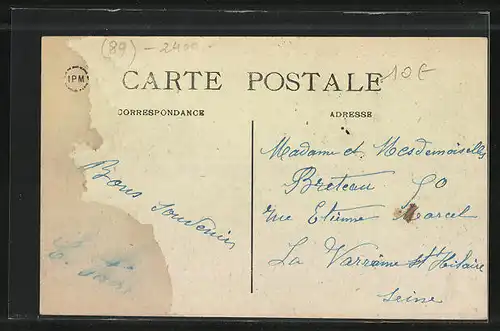 (89) - 2400
10€
IPM
CARTE POSTALE
CORRESPONDANCE
ADRESSE
Bons souvenirs
Madame et Mesdemoiselles
Breteau 50
rue Etienne Marcel
La Varenne St Hilaire
Seine